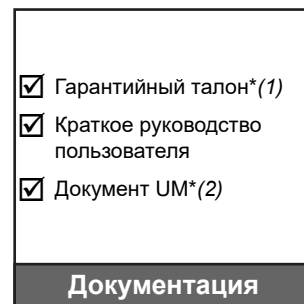 Гарантийный талон*(1)
Краткое руководство
пользователя
Документ UM*(2)
Документация